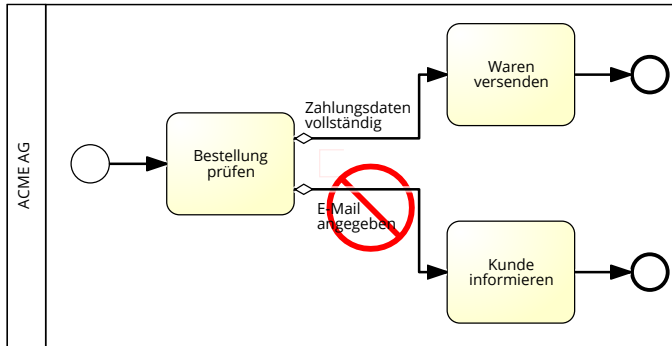 ACME AG
Bestellung
prüfen
Zahlungsdaten
vollständig
Waren
versenden
E-Mail
angegeben
Kunde
informieren